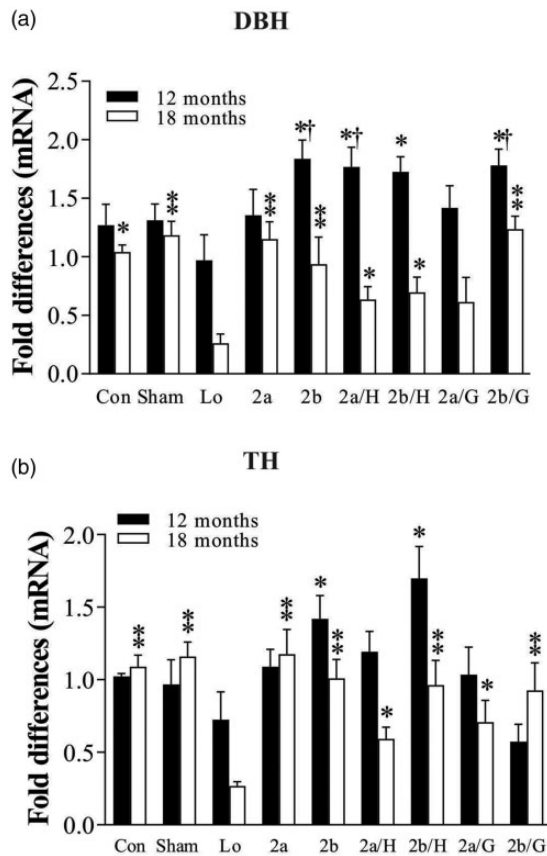 (a)
DBH
Fold differences (mRNA)
2.5
2.0
1.5
1.0
0.5
0.0
12 months
18 months
*
**
**
*†
**
*†
*
*
*
*†
**
Con Sham Lo 2a 2b 2a/H 2b/H 2a/G 2b/G
(b)
TH
Fold differences (mRNA)
2.0
1.5
1.0
0.5
0.0
12 months
18 months
**
**
**
*
**
*
*
**
*
**
Con Sham Lo 2a 2b 2a/H 2b/H 2a/G 2b/G